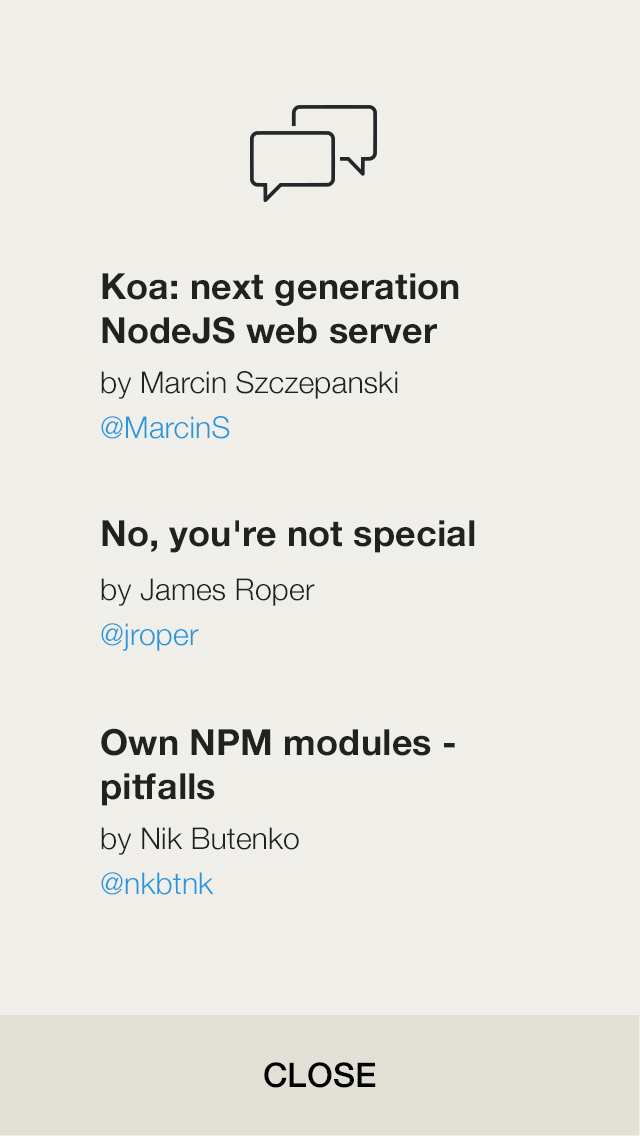 Koa: next generation
NodeJS web server
by Marcin Szczepanski
@MarcinS
No, you're not special
by James Roper
@jroper
Own NPM modules -
pitfalls
by Nik Butenko
@nkbtnk
CLOSE